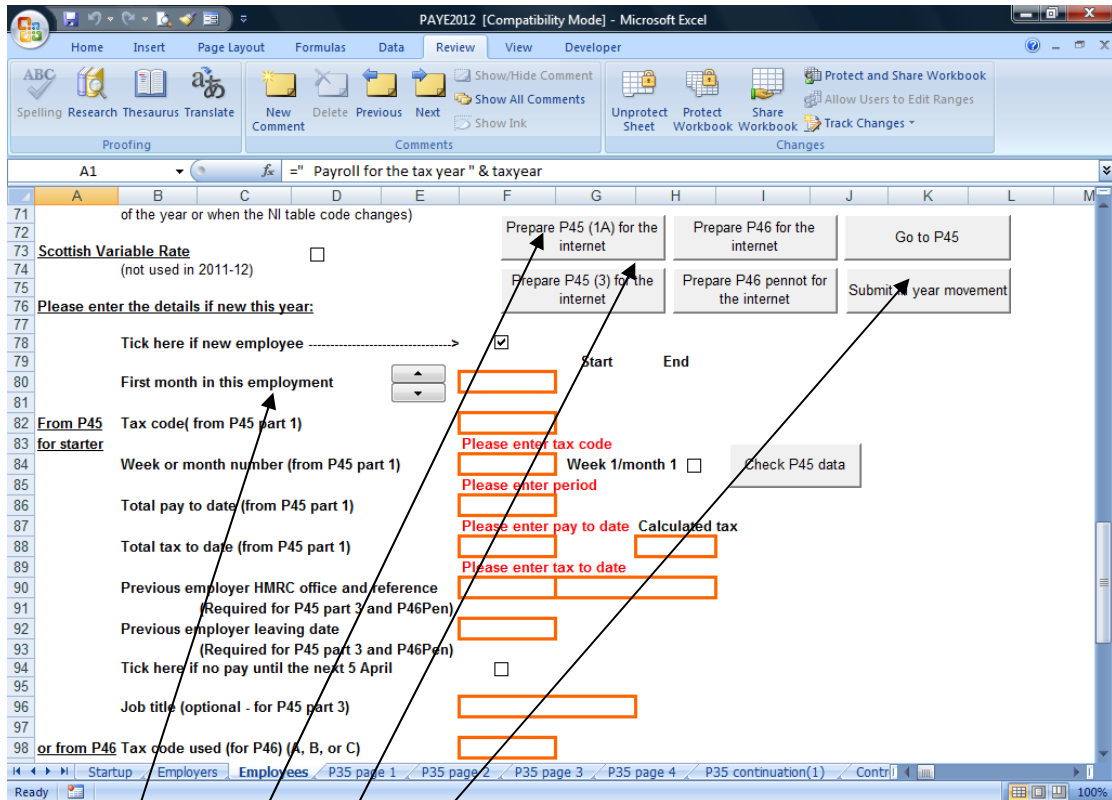 PAYE2012 [Compatibility Mode] - Microsoft Excel
Home Insert Page Layout Formulas Data Review View Developer
ABC
Spelling Research Thesaurus Translate
New Comment Delete Previous Next
Show/Hide Comment
Show All Comments
Show Ink
Unprotect Sheet Protect Workbook Share Workbook
Protect and Share Workbook
Allow Users to Edit Ranges
Track Changes
Proofing Comments Changes
A1 fx =" Payroll for the tax year " & taxyear
A B C D E F G H I J K L M
71 of the year or when the NI table code changes)
72 Prepare P45 (1A) for the internet Prepare P46 for the internet Go to P45
73 Scottish Variable Rate
74 (not used in 2011-12)
75 Prepare P45 (3) for the internet Prepare P46 pennot for the internet Submit in year movement
76 Please enter the details if new this year:
77
78 Tick here if new employee --------------------------------->
79 Start End
80 First month in this employment
81
82 From P45 Tax code( from P45 part 1)
83 for starter Please enter tax code
84 Week or month number (from P45 part 1) Week 1/month 1 Check P45 data
85 Please enter period
86 Total pay to date (from P45 part 1)
87 Please enter pay to date Calculated tax
88 Total tax to date (from P45 part 1)
89 Please enter tax to date
90 Previous employer HMRC office and reference
91 (Required for P45 part 3 and P46Pen)
92 Previous employer leaving date
93 (Required for P45 part 3 and P46Pen)
94 Tick here if no pay until the next 5 April
95
96 Job title (optional - for P45 part 3)
97
98 or from P46 Tax code used (for P46) (A, B, or C)
Startup Employers Employees P35 page 1 P35 page 2 P35 page 3 P35 page 4 P35 continuation(1) Contr
Ready 100%